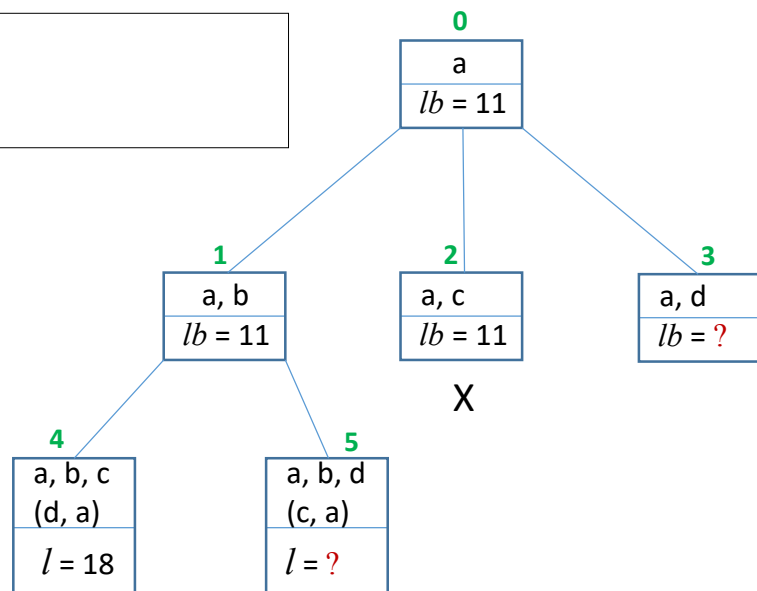 0
a
lb = 11
1
2
3
a, b
lb = 11
a, c
lb = 11
a, d
lb = ?
X
4
5
a, b, c
(d, a)
l = 18
a, b, d
(c, a)
l = ?